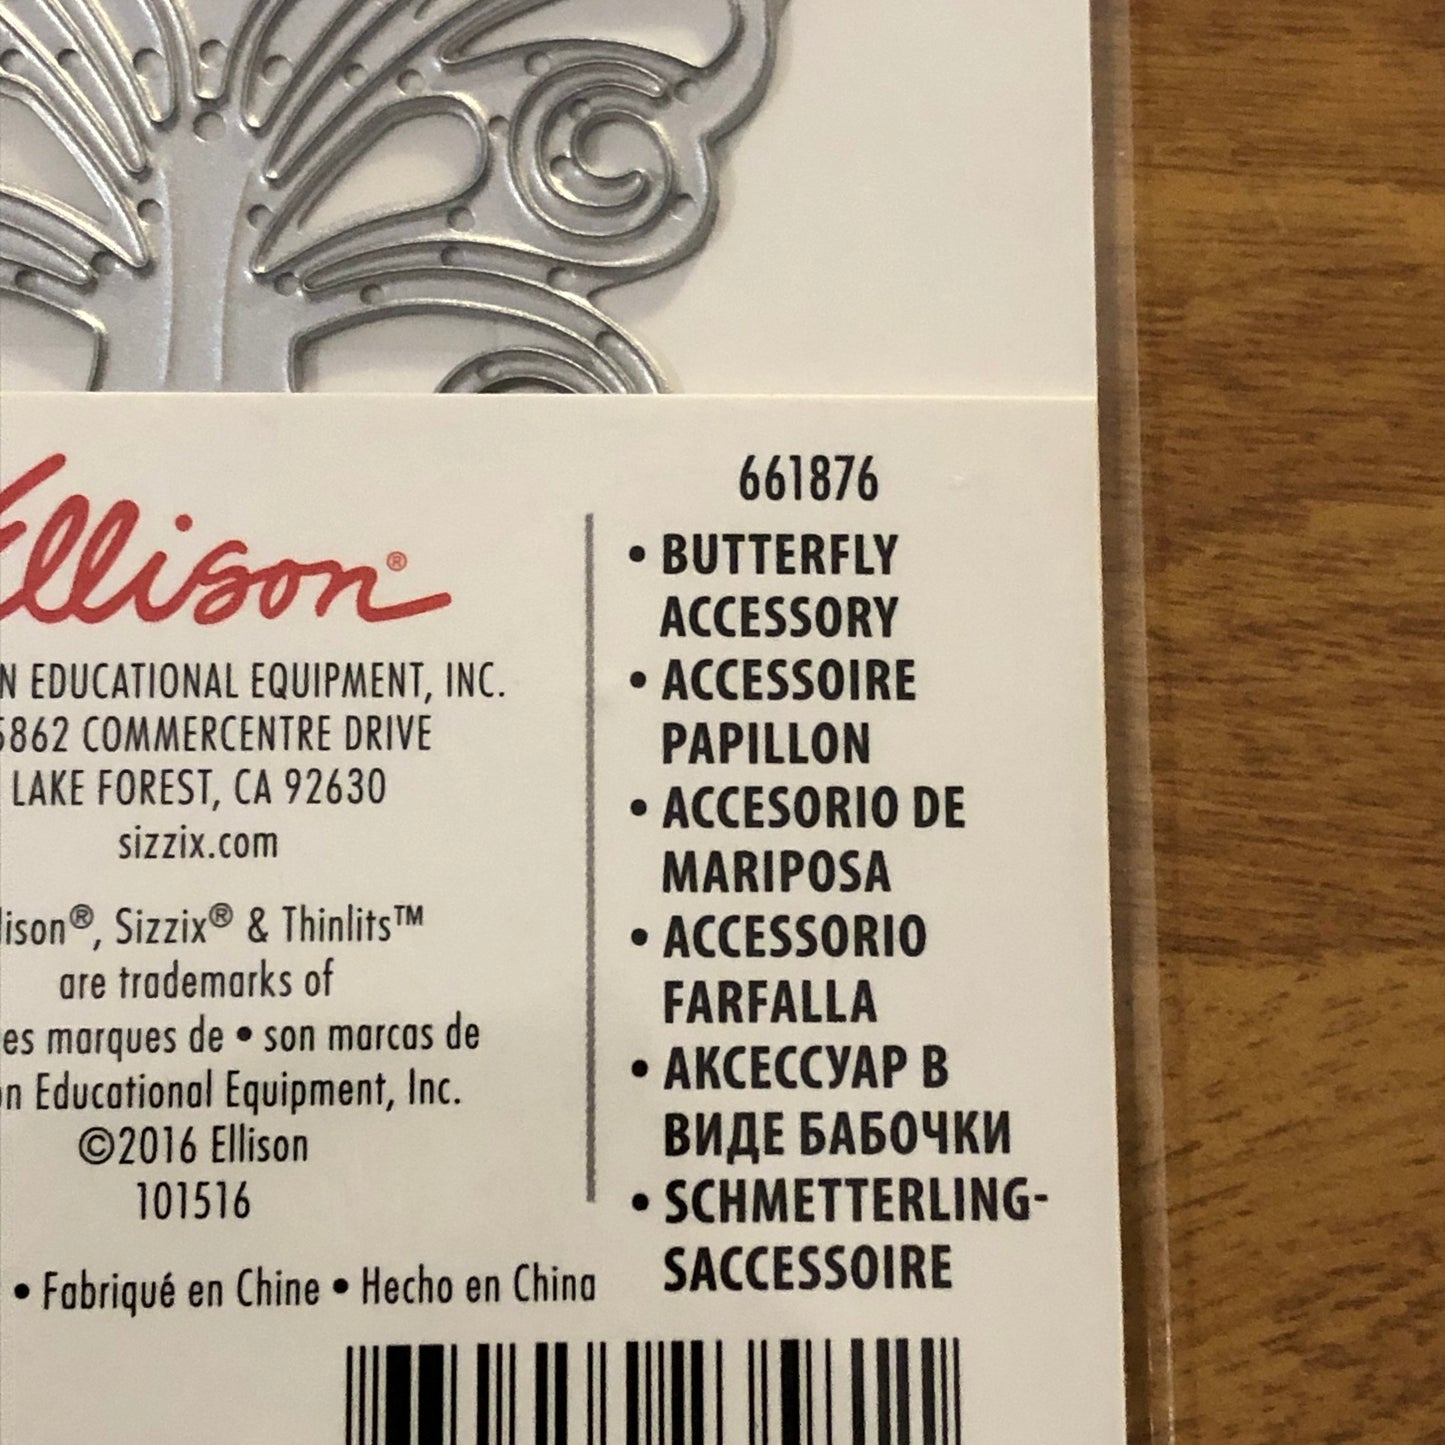 Ellison®
EDUCATIONAL EQUIPMENT, INC.
5862 COMMERCENTRE DRIVE
LAKE FOREST, CA 92630
sizzix.com
lison®, Sizzix® & Thinlits™
are trademarks of
es marques de • son marcas de
on Educational Equipment, Inc.
©2016 Ellison
101516
• Fabriqué en Chine • Hecho en China
661876
• BUTTERFLY
ACCESSORY
• ACCESSOIRE
PAPILLON
• ACCESORIO DE
MARIPOSA
• ACCESSORIO
FARFALLA
• АКСЕССУАР В
ВИДЕ БАБОЧКИ
• SCHMETTERLING-
SACCESSOIRE